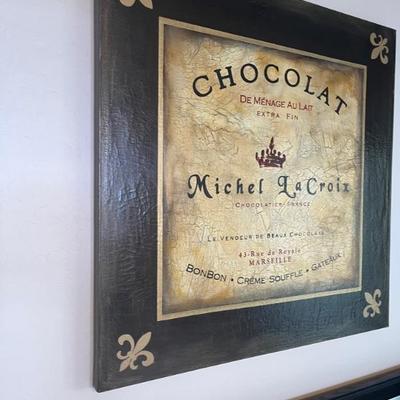 CHOCOLAT
DE MÉNAGE AU LAIT
EXTRA FIN
Michel LaCroix
CHOCOLATIER-FRANCE
LE VENDEUR DE BEAUX CHOCOLATS
43-Rue de Royale
MARSEILLE
BONBON • CRÈME SOUFFLE • GATEAUX